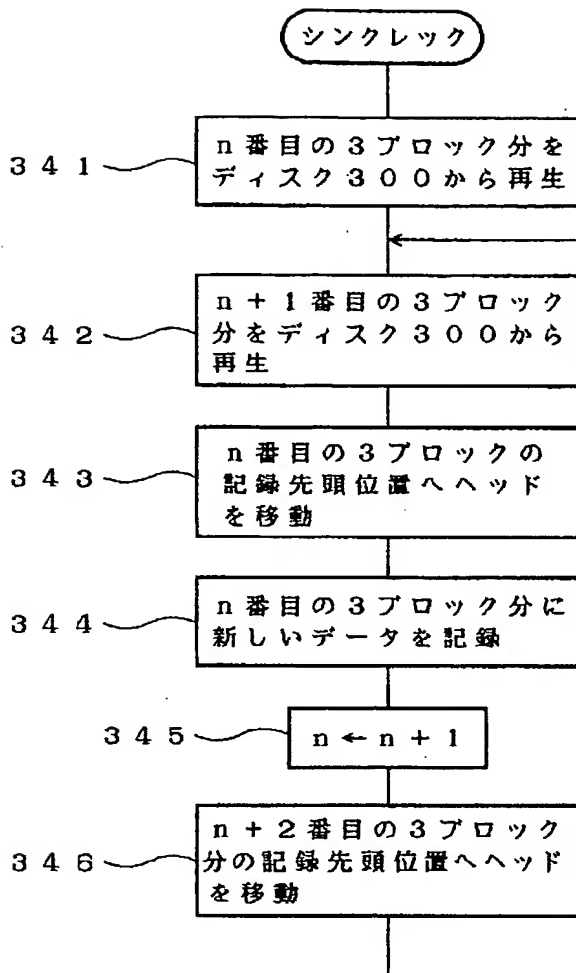 シンクレック
341
n番目の3ブロック分を
ディスク300から再生
342
n+1番目の3ブロック
分をディスク300から
再生
343
n番目の3ブロックの
記録先頭位置へヘッド
を移動
344
n番目の3ブロック分に
新しいデータを記録
345
n←n+1
346
n+2番目の3ブロック
分の記録先頭位置へヘッド
を移動